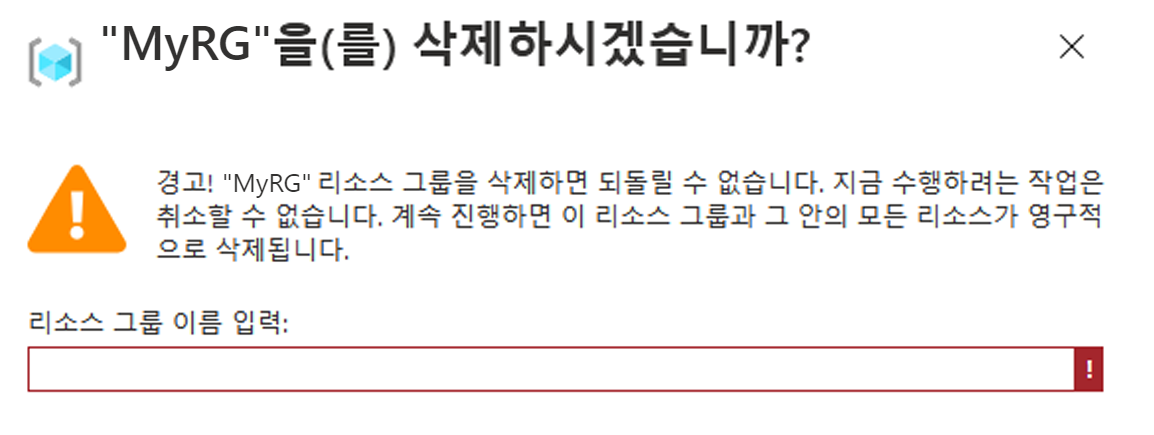 "MyRG"을(를) 삭제하시겠습니까?
경고! "MyRG" 리소스 그룹을 삭제하면 되돌릴 수 없습니다. 지금 수행하려는 작업은
취소할 수 없습니다. 계속 진행하면 이 리소스 그룹과 그 안의 모든 리소스가 영구적
으로 삭제됩니다.
리소스 그룹 이름 입력:
!